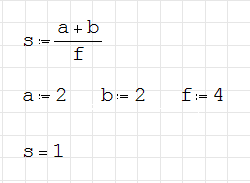 s:=(a+b)/f
a:=2 b:=2 f:=4
s=1